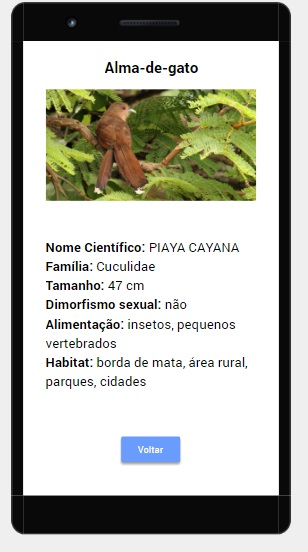 Alma-de-gato
Nome Científico: PIAYA CAYANA
Família: Cuculidae
Tamanho: 47 cm
Dimorfismo sexual: não
Alimentação: insetos, pequenos
vertebrados
Habitat: borda de mata, área rural,
parques, cidades
Voltar